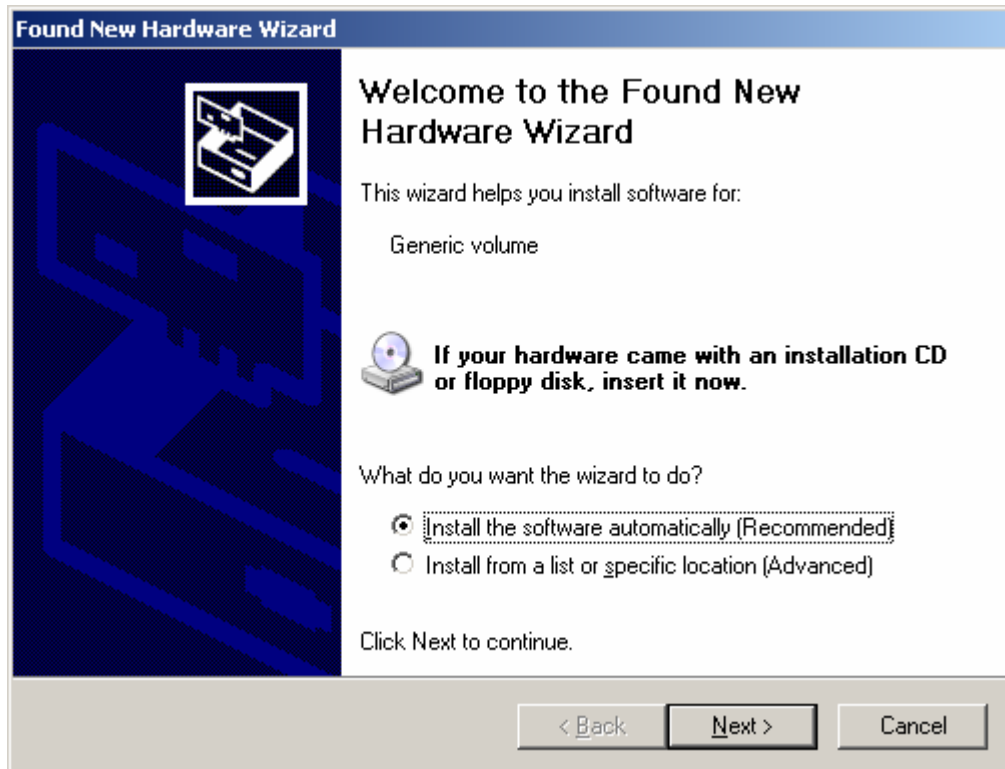 Found New Hardware Wizard
Welcome to the Found New
Hardware Wizard
This wizard helps you install software for:
Generic volume
If your hardware came with an installation CD
or floppy disk, insert it now.
What do you want the wizard to do?
Install the software automatically (Recommended)
Install from a list or specific location (Advanced)
Click Next to continue.
< Back Next > Cancel